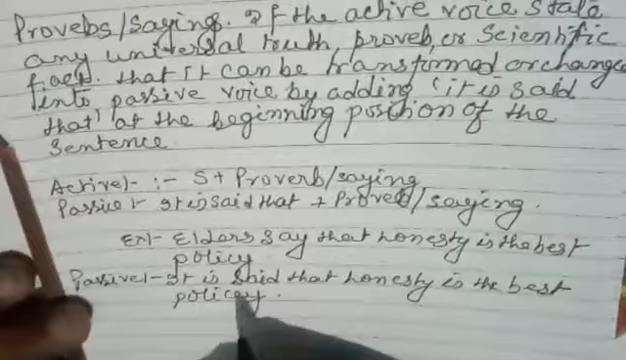 Proverbs/Sayings. If the active voice state
any universal truth, proveb, or Scientific
fact. that it can be transformed or change
into passive voice by adding 'it is said
that' at the beginning position of the
Sentence
Active:- :- S + Proverb/saying
Passive:- It is said that + Proverb/saying.
Ex:- Elders say that honesty is the best
policy
Passive:- It is said that honesty is the best
policy.